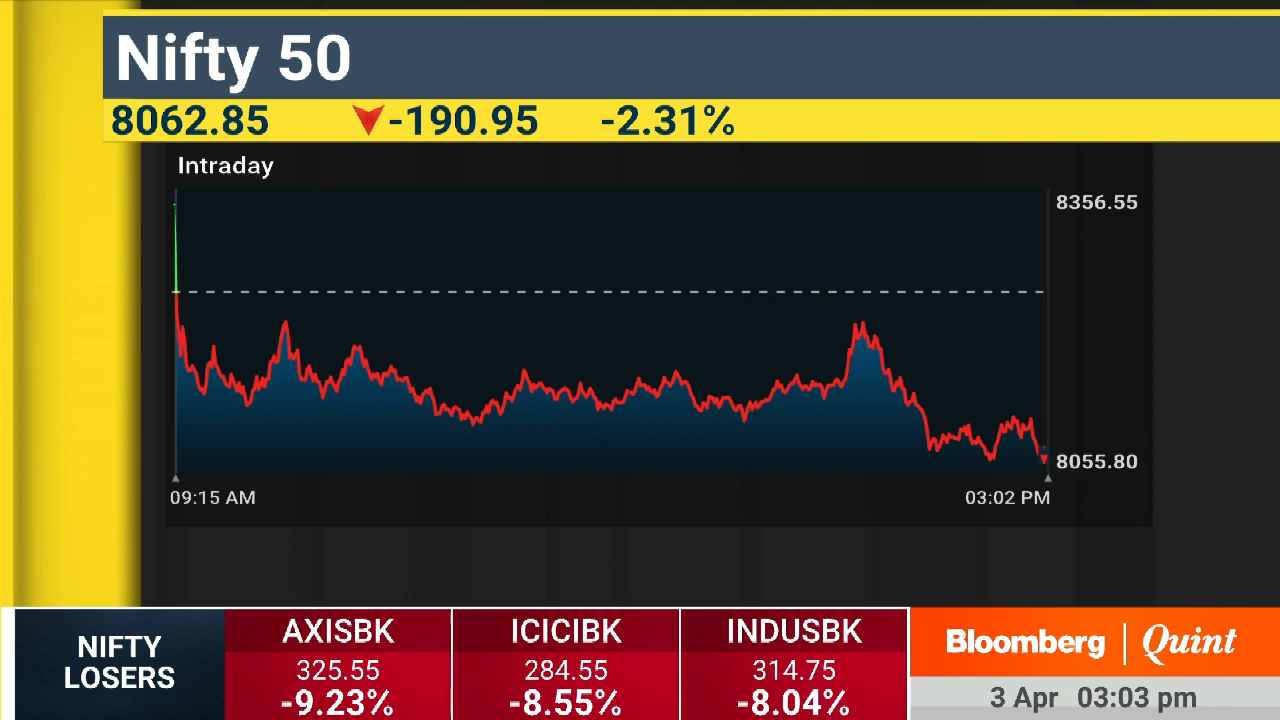 Nifty 50
8062.85 -190.95 -2.31%
Intraday
8356.55
8055.80
09:15 AM 03:02 PM
NIFTY LOSERS
AXISBK
325.55
-9.23%
ICICIBK
284.55
-8.55%
INDUSBK
314.75
-8.04%
Bloomberg | Quint
3 Apr 03:03 pm